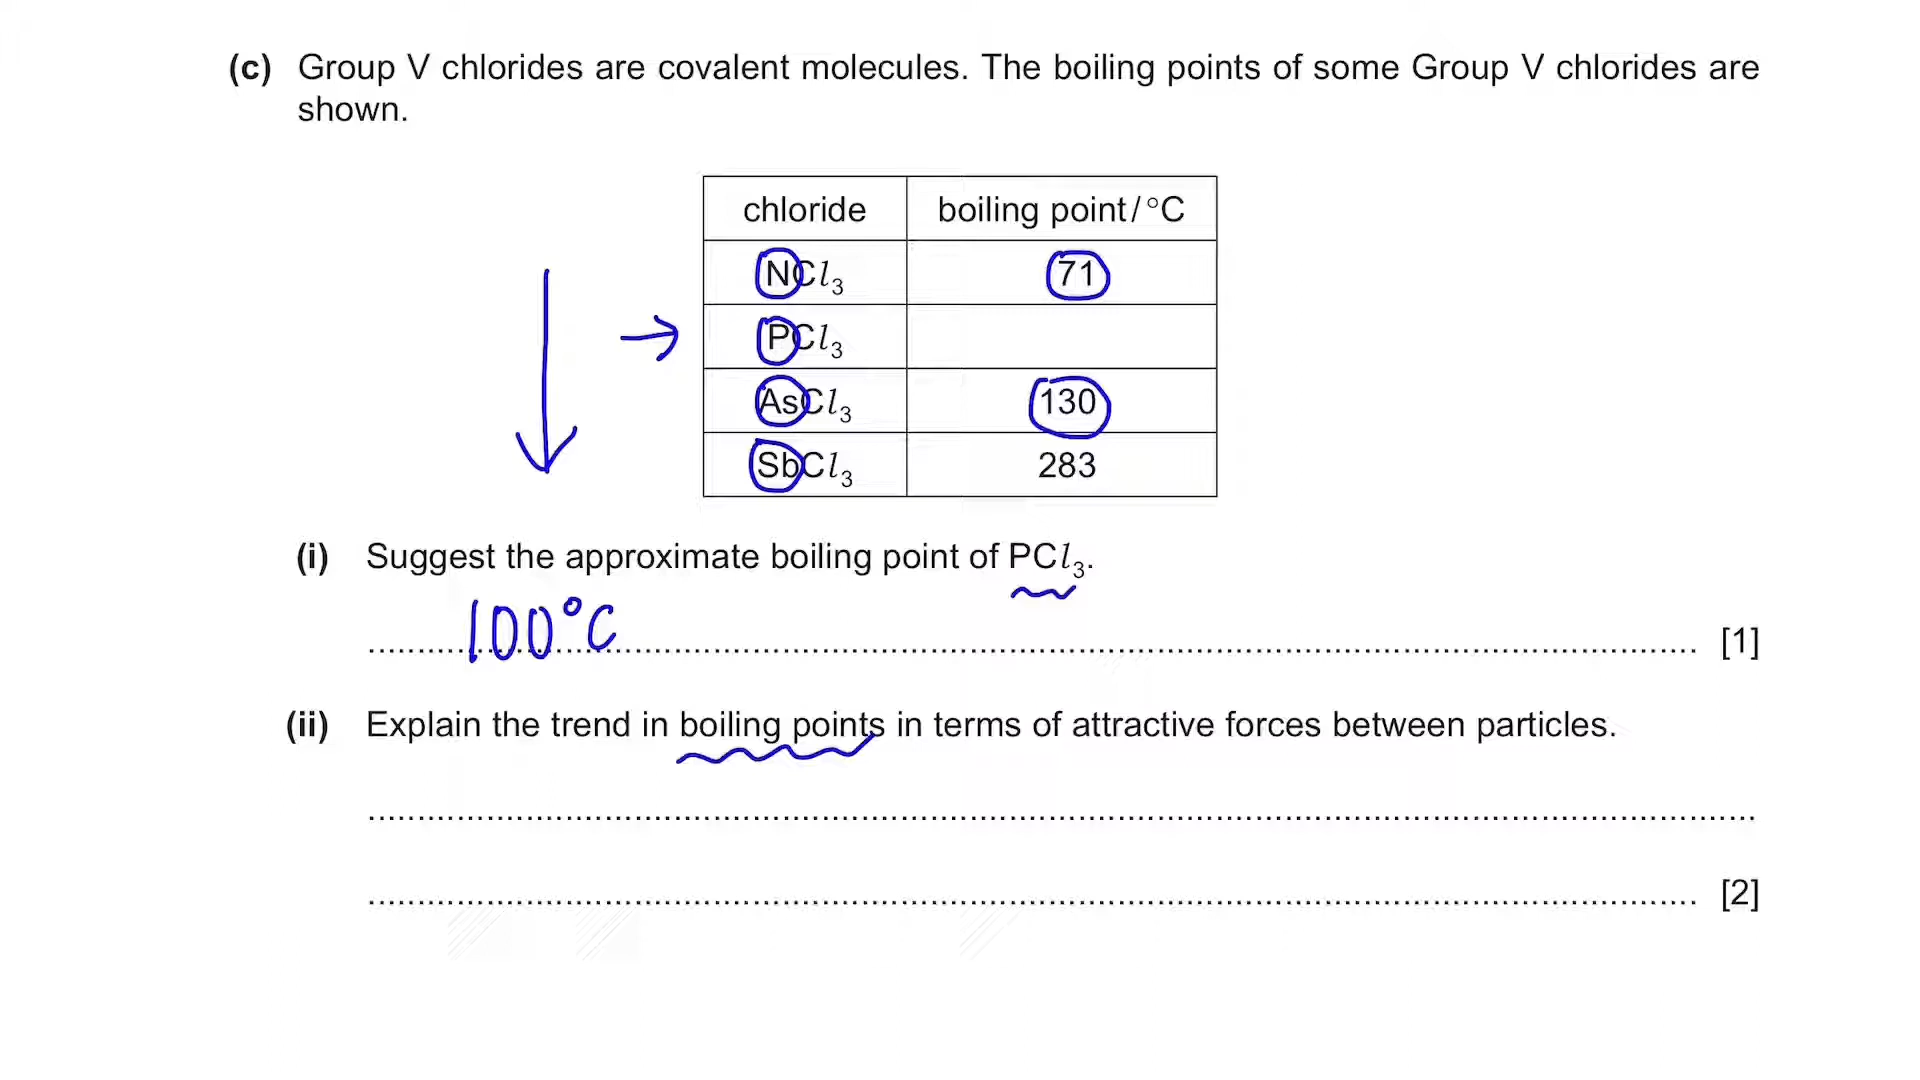 (c) Group V chlorides are covalent molecules. The boiling points of some Group V chlorides are
shown.
chloride boiling point/°C
NCl3 71
PCl3
AsCl3 130
SbCl3 283
(i) Suggest the approximate boiling point of PCl3.
100°C
[1]
(ii) Explain the trend in boiling points in terms of attractive forces between particles.
[2]